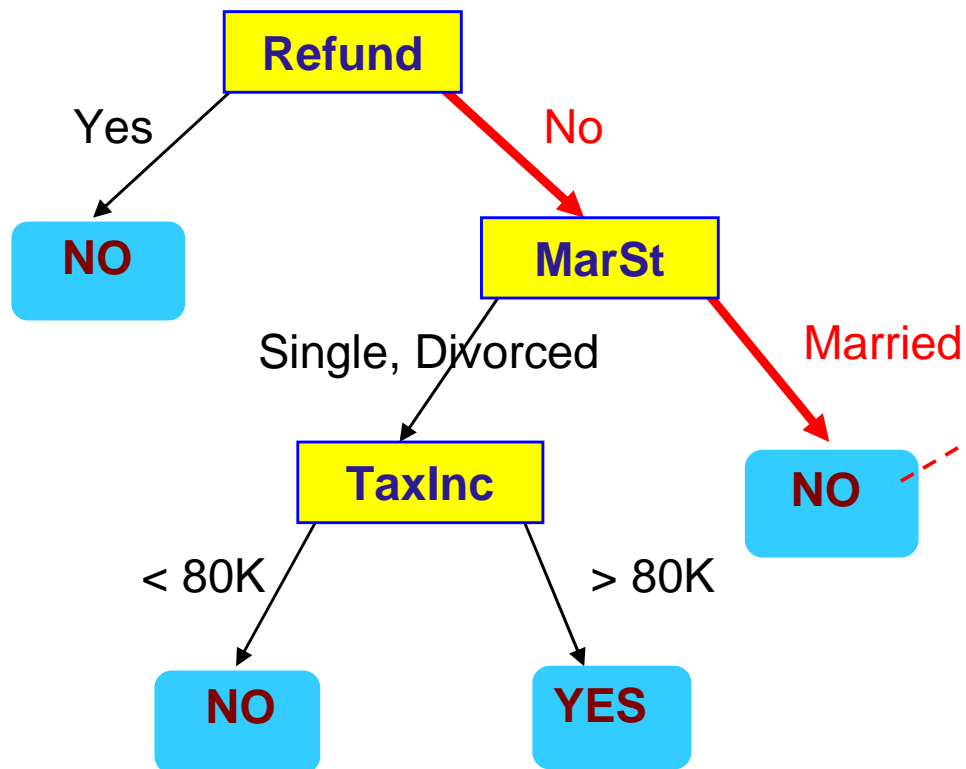 Refund
Yes
No
NO
MarSt
Single, Divorced
Married
TaxInc
NO
< 80K
> 80K
NO
YES